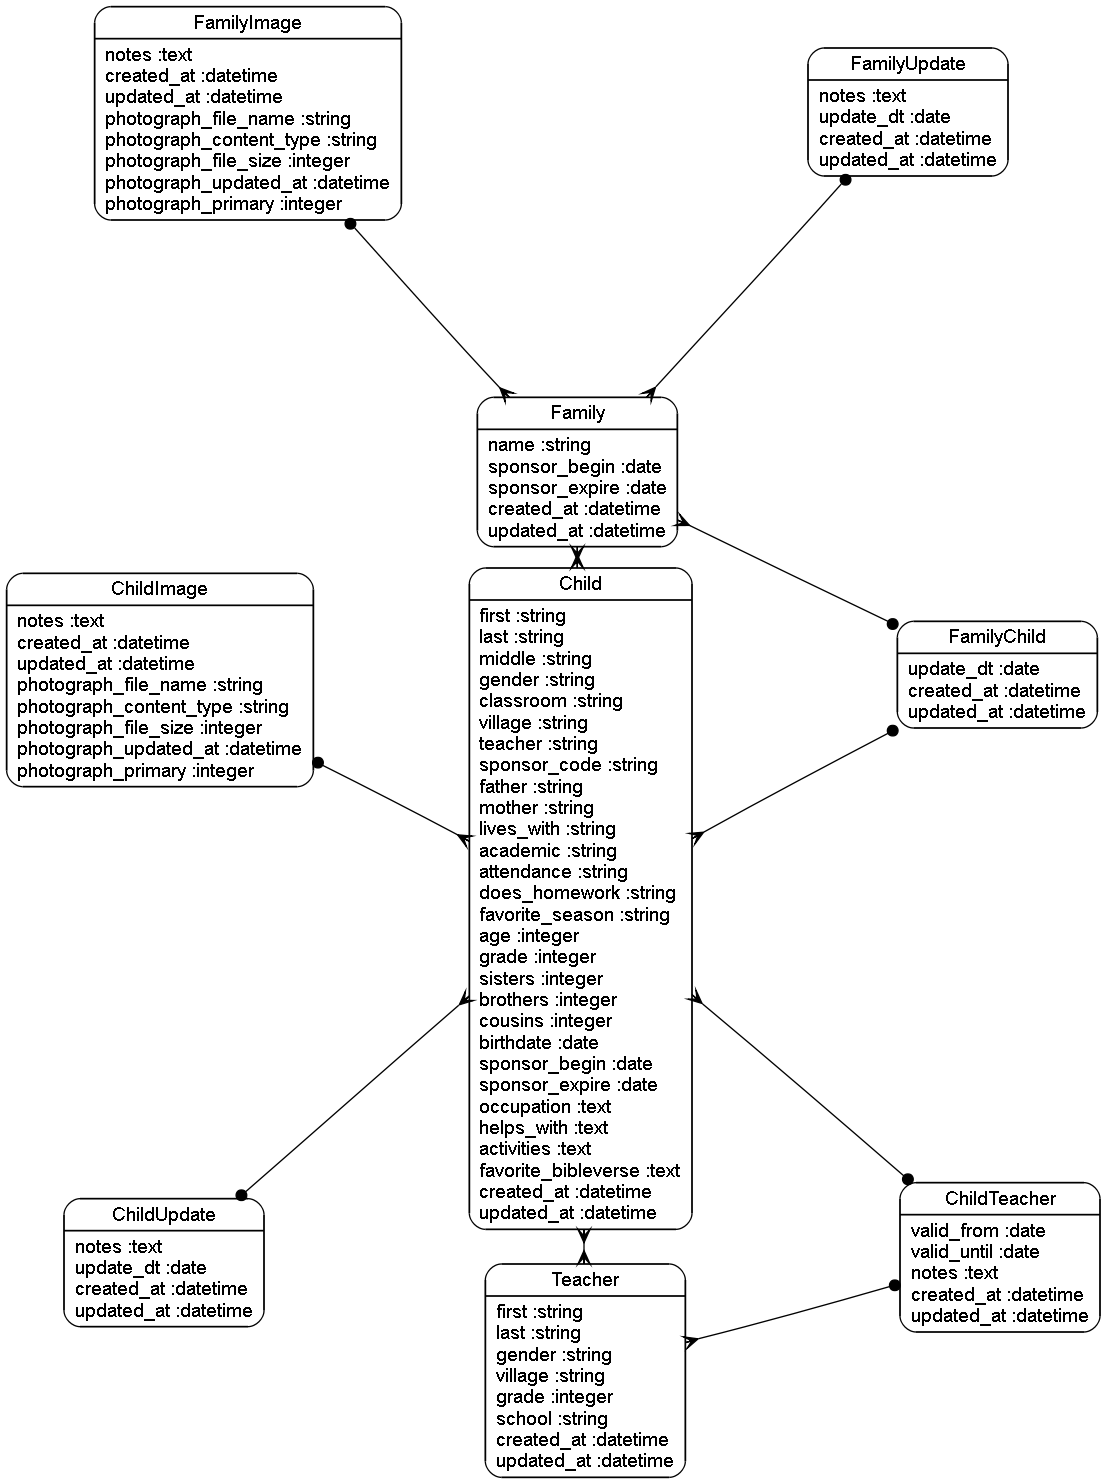 FamilyImage
notes :text
created_at :datetime
updated_at :datetime
photograph_file_name :string
photograph_content_type :string
photograph_file_size :integer
photograph_updated_at :datetime
photograph_primary :integer
FamilyUpdate
notes :text
update_dt :date
created_at :datetime
updated_at :datetime
Family
name :string
sponsor_begin :date
sponsor_expire :date
created_at :datetime
updated_at :datetime
ChildImage
notes :text
created_at :datetime
updated_at :datetime
photograph_file_name :string
photograph_content_type :string
photograph_file_size :integer
photograph_updated_at :datetime
photograph_primary :integer
Child
first :string
last :string
middle :string
gender :string
classroom :string
village :string
teacher :string
sponsor_code :string
father :string
mother :string
lives_with :string
academic :string
attendance :string
does_homework :string
favorite_season :string
age :integer
grade :integer
sisters :integer
brothers :integer
cousins :integer
birthdate :date
sponsor_begin :date
sponsor_expire :date
occupation :text
helps_with :text
activities :text
favorite_bibleverse :text
created_at :datetime
updated_at :datetime
FamilyChild
update_dt :date
created_at :datetime
updated_at :datetime
ChildUpdate
notes :text
update_dt :date
created_at :datetime
updated_at :datetime
ChildTeacher
valid_from :date
valid_until :date
notes :text
created_at :datetime
updated_at :datetime
Teacher
first :string
last :string
gender :string
village :string
grade :integer
school :string
created_at :datetime
updated_at :datetime